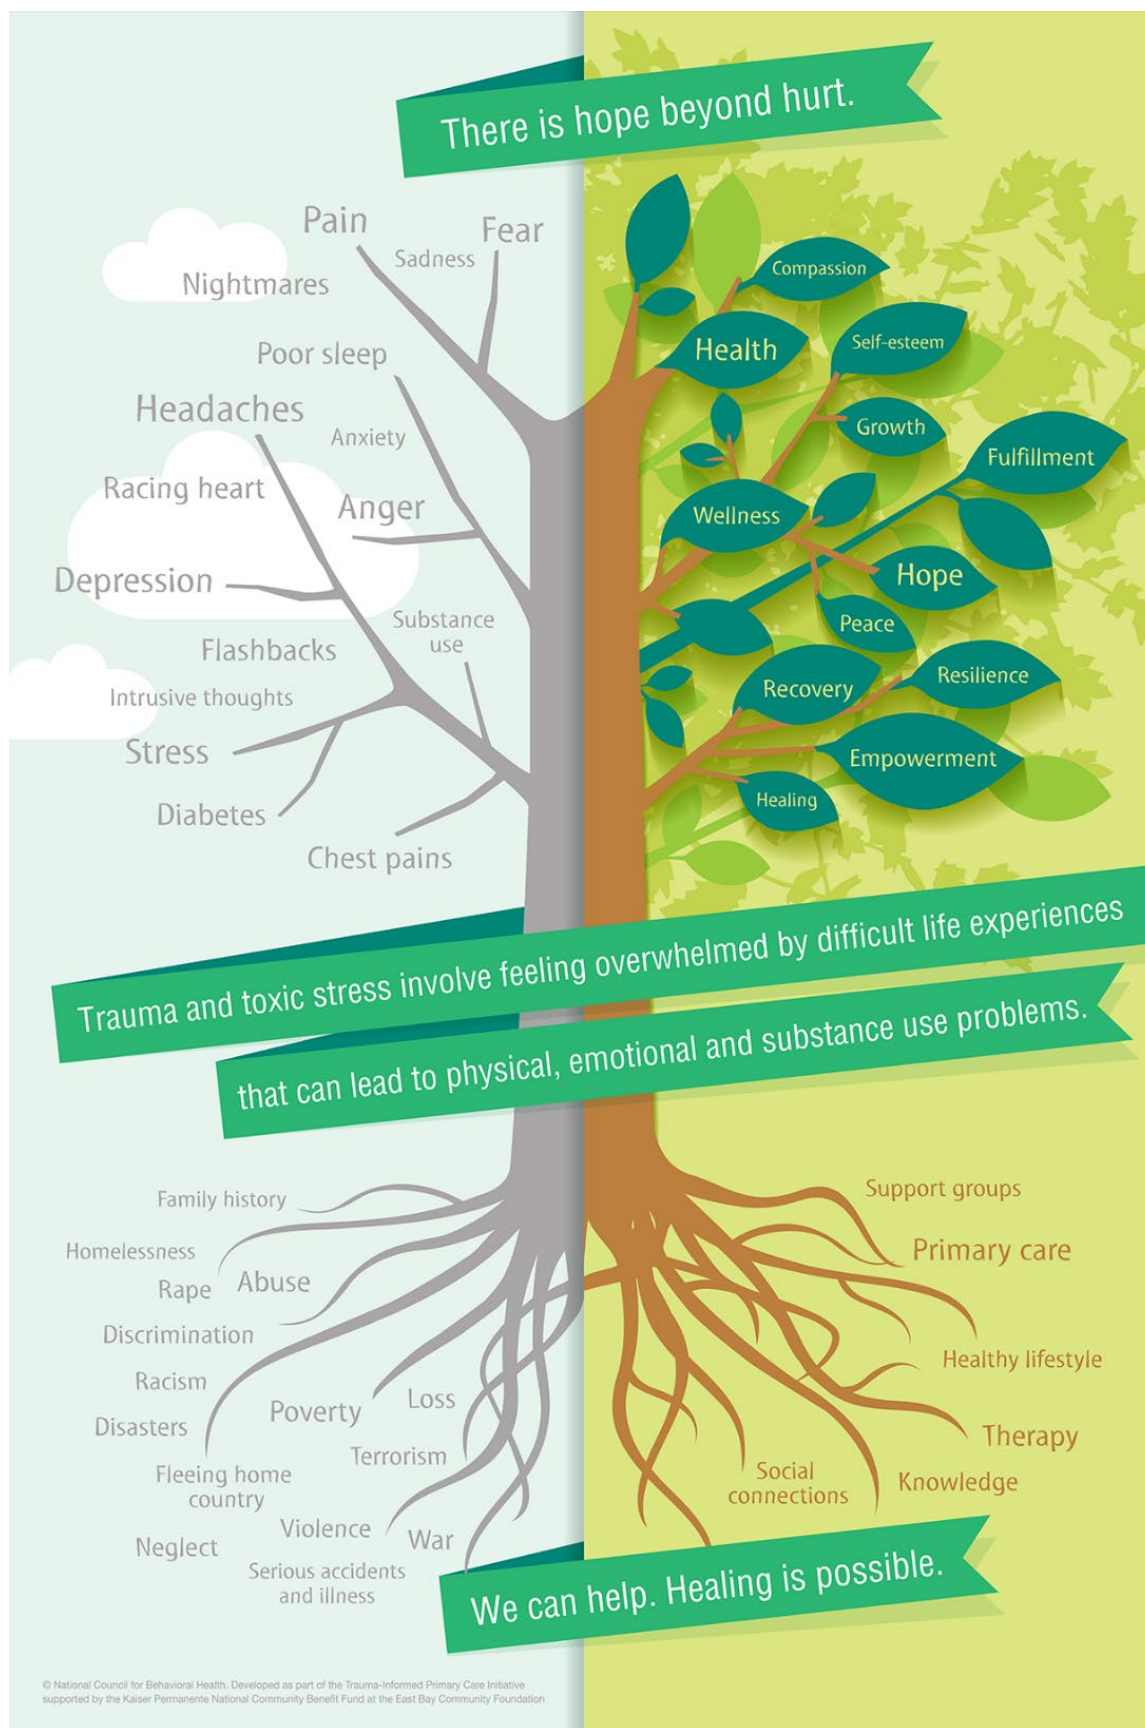 There is hope beyond hurt.
Pain
Fear
Sadness
Nightmares
Poor sleep
Headaches
Anxiety
Racing heart
Anger
Depression
Substance
use
Flashbacks
Intrusive thoughts
Stress
Diabetes
Chest pains
Compassion
Health
Self-esteem
Growth
Fulfillment
Wellness
Hope
Peace
Recovery
Resilience
Empowerment
Healing
Trauma and toxic stress involve feeling overwhelmed by difficult life experiences
that can lead to physical, emotional and substance use problems.
Family history
Homelessness
Rape
Abuse
Discrimination
Racism
Disasters
Poverty
Loss
Terrorism
Fleeing home
country
Violence
War
Neglect
Serious accidents
and illness
Support groups
Primary care
Healthy lifestyle
Therapy
Social
connections
Knowledge
We can help. Healing is possible.
© National Council for Behavioral Health. Developed as part of the Trauma-Informed Primary Care Initiative
supported by the Kaiser Permanente National Community Benefit Fund at the East Bay Community Foundation